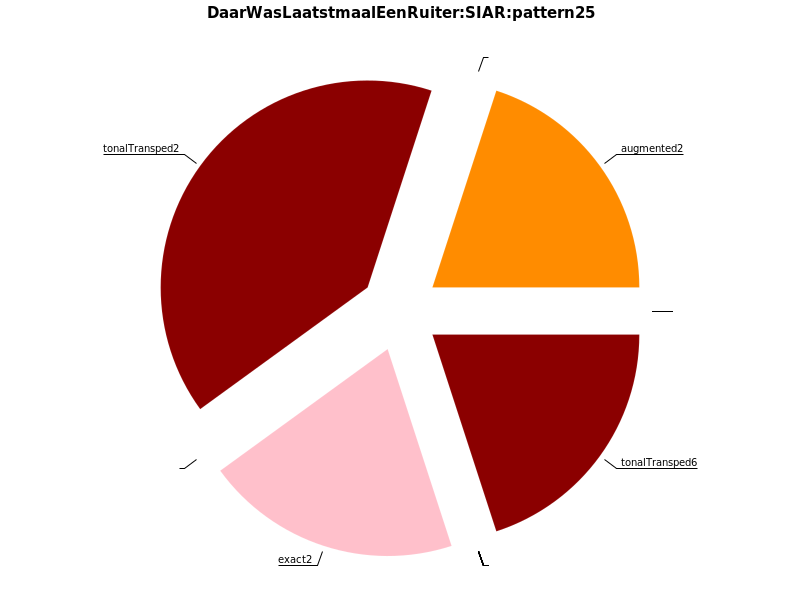 DaarWasLaatstmaalEenRuiter:SIAR:pattern25
tonalTransped2
augmented2
tonalTransped6
exact2